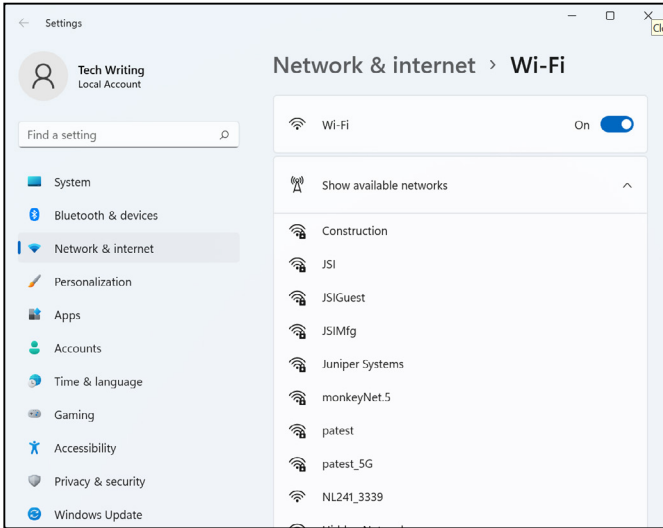 Settings
Cl
Tech Writing
Local Account
Find a setting
System
Bluetooth & devices
Network & internet
Personalization
Apps
Accounts
Time & language
Gaming
Accessibility
Privacy & security
Windows Update
Network & internet > Wi-Fi
Wi-Fi
On
Show available networks
Construction
JSI
JSIGuest
JSIMfg
Juniper Systems
monkeyNet.5
patest
patest_5G
NL241_3339